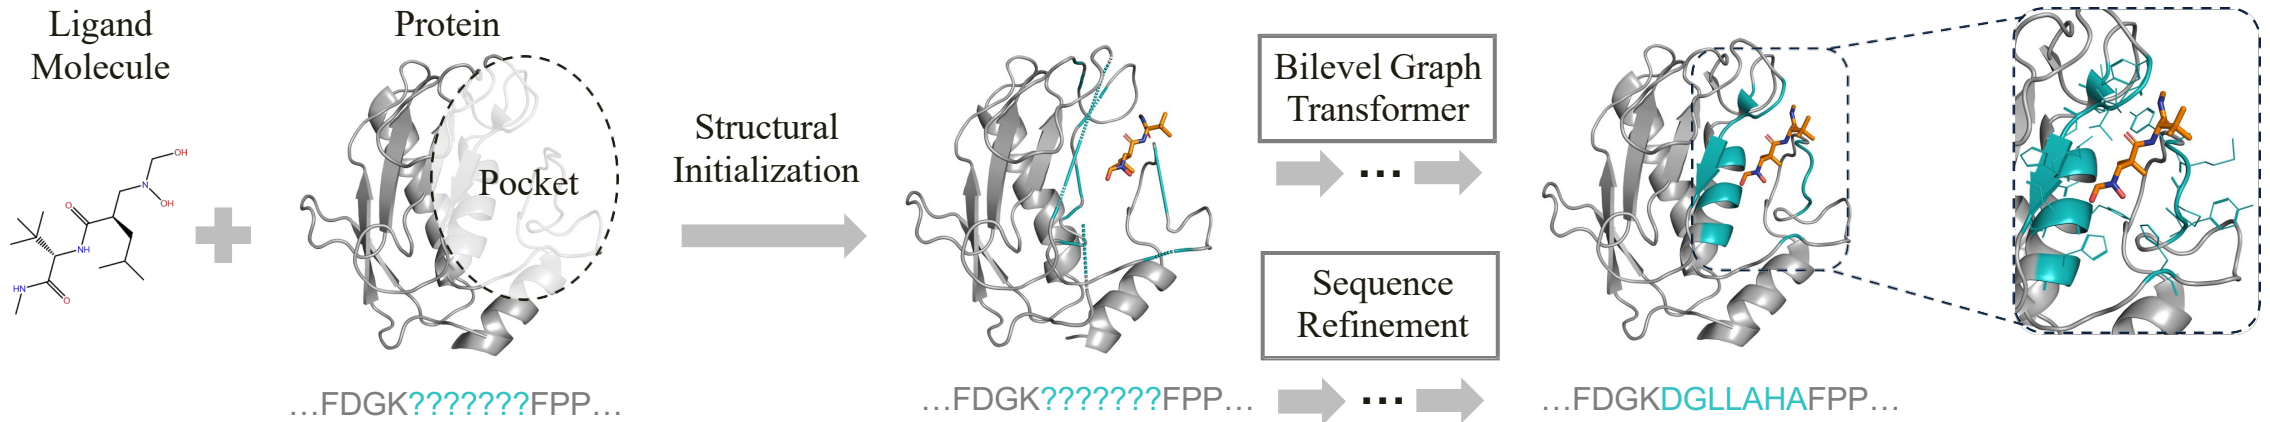 Ligand
Molecule
OH
N
OH
O
NH
HN
O
Protein
Pocket
…FDGK???????FPP…
Structural
Initialization
…FDGK???????FPP…
Bilevel Graph
Transformer
...
Sequence
Refinement
...
…FDGKDGLLAHAFPP…